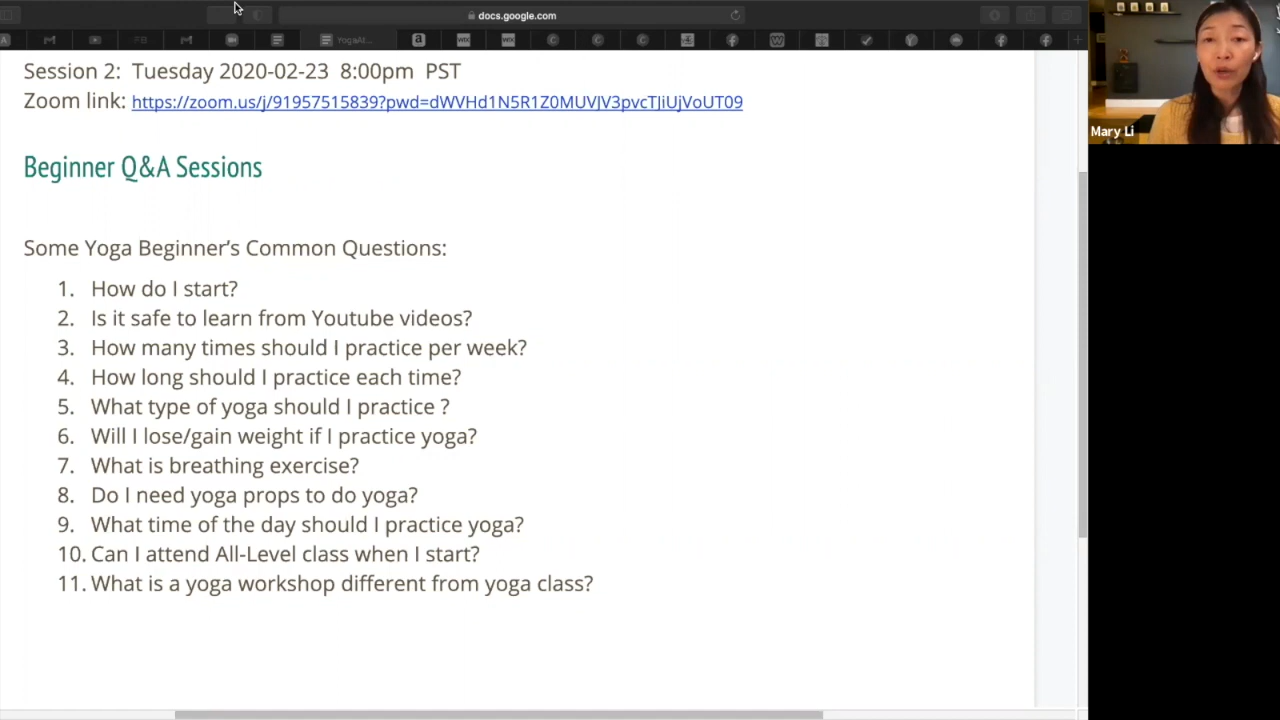 docs.google.com
YogaAl...
Session 2: Tuesday 2020-02-23 8:00pm PST
Zoom link: https://zoom.us/j/91957515839?pwd=dWVHd1N5R1Z0MUVJV3pvcTJiUjVoUT09
Mary Li
Beginner Q&A Sessions
Some Yoga Beginner's Common Questions:
1. How do I start?
2. Is it safe to learn from Youtube videos?
3. How many times should I practice per week?
4. How long should I practice each time?
5. What type of yoga should I practice ?
6. Will I lose/gain weight if I practice yoga?
7. What is breathing exercise?
8. Do I need yoga props to do yoga?
9. What time of the day should I practice yoga?
10. Can I attend All-Level class when I start?
11. What is a yoga workshop different from yoga class?